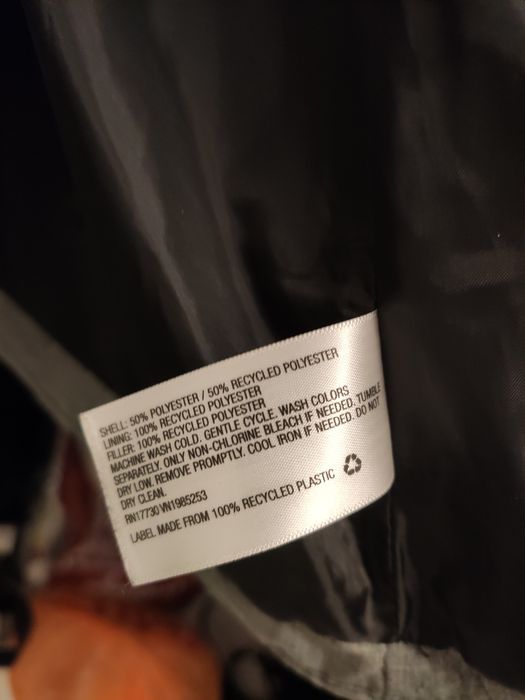 SHELL: 50% POLYESTER / 50% RECYCLED POLYESTER
LINING: 100% RECYCLED POLYESTER
FILLER: 100% RECYCLED POLYESTER
MACHINE WASH COLD. GENTLE CYCLE. WASH COLORS
SEPARATELY. ONLY NON-CHLORINE BLEACH IF NEEDED. TUMBLE
DRY LOW. REMOVE PROMPTLY. COOL IRON IF NEEDED. DO NOT
DRY CLEAN.
RN17730 VN1985253
LABEL MADE FROM 100% RECYCLED PLASTIC